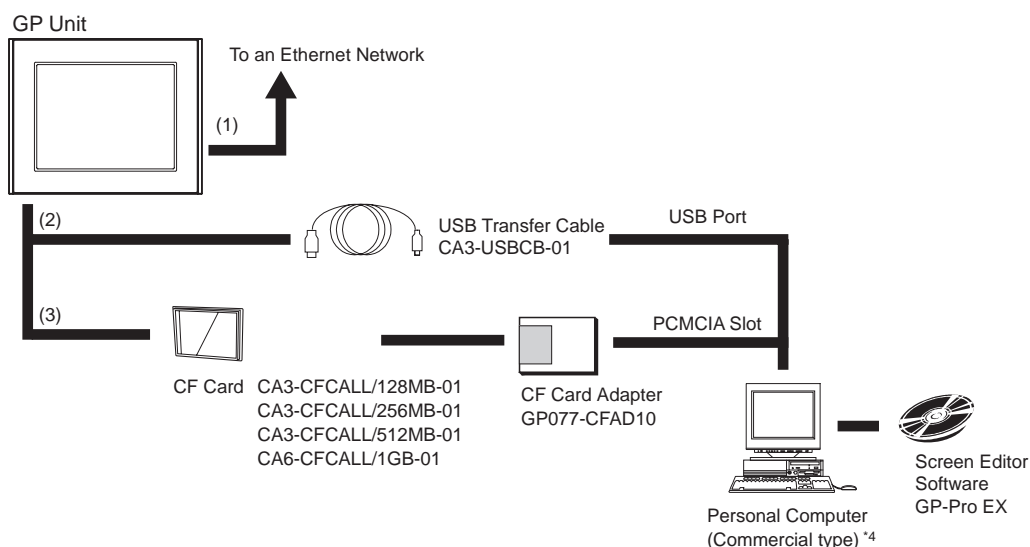 GP Unit
To an Ethernet Network
(1)
(2)
USB Transfer Cable
CA3-USBCB-01
USB Port
(3)
PCMCIA Slot
CF Card
CA3-CFCALL/128MB-01
CA3-CFCALL/256MB-01
CA3-CFCALL/512MB-01
CA6-CFCALL/1GB-01
CF Card Adapter
GP077-CFAD10
Screen Editor
Software
GP-Pro EX
Personal Computer
(Commercial type) *4